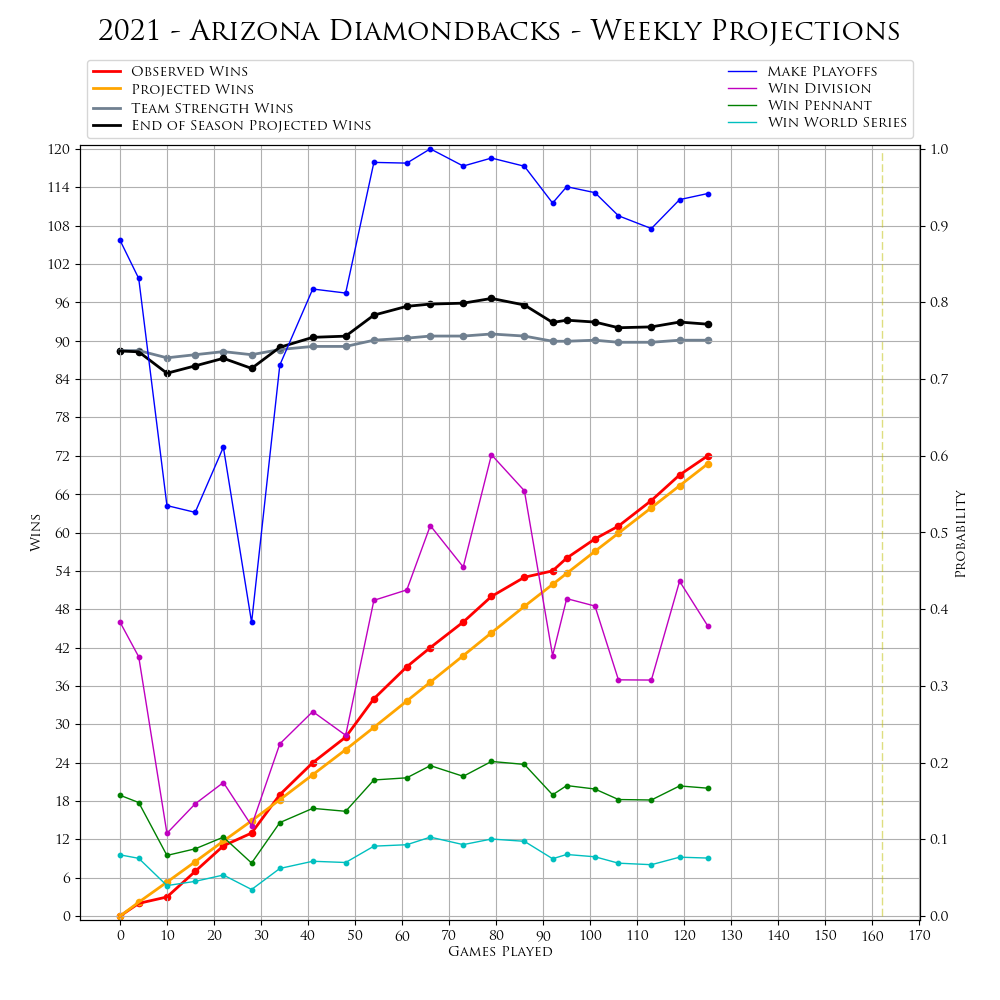 2021 - Arizona Diamondbacks - Weekly Projections
Observed Wins
Projected Wins
Team Strength Wins
End of Season Projected Wins
Make Playoffs
Win Division
Win Pennant
Win World Series
120
114
108
102
96
90
84
78
72
66
60
54
48
42
36
30
24
18
12
6
0
Wins
1.0
0.9
0.8
0.7
0.6
0.5
0.4
0.3
0.2
0.1
0.0
Probability
0 10 20 30 40 50 60 70 80 90 100 110 120 130 140 150 160 170
Games Played